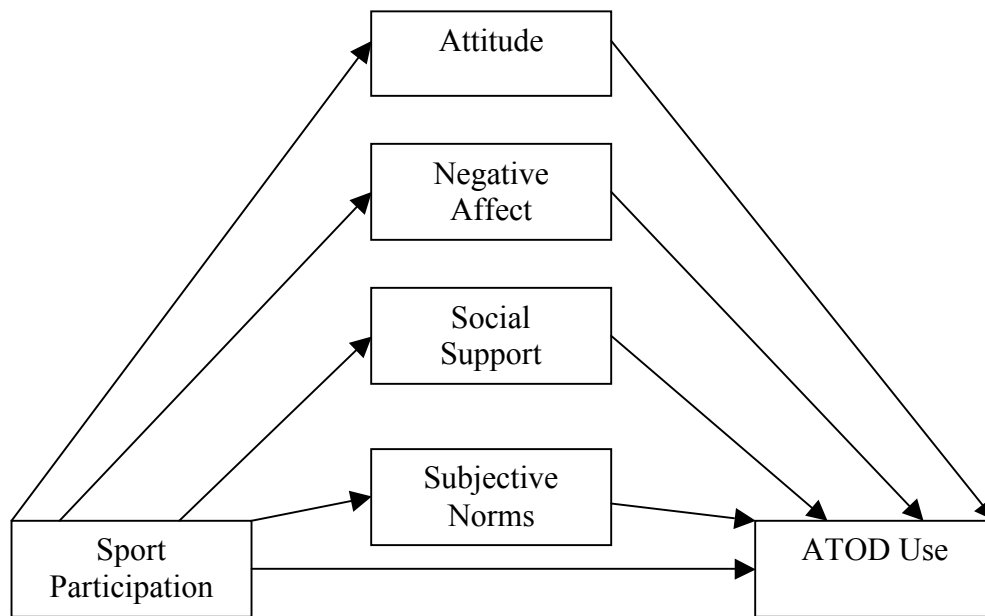 Attitude
Negative
Affect
Social
Support
Subjective
Norms
Sport
Participation
ATOD Use